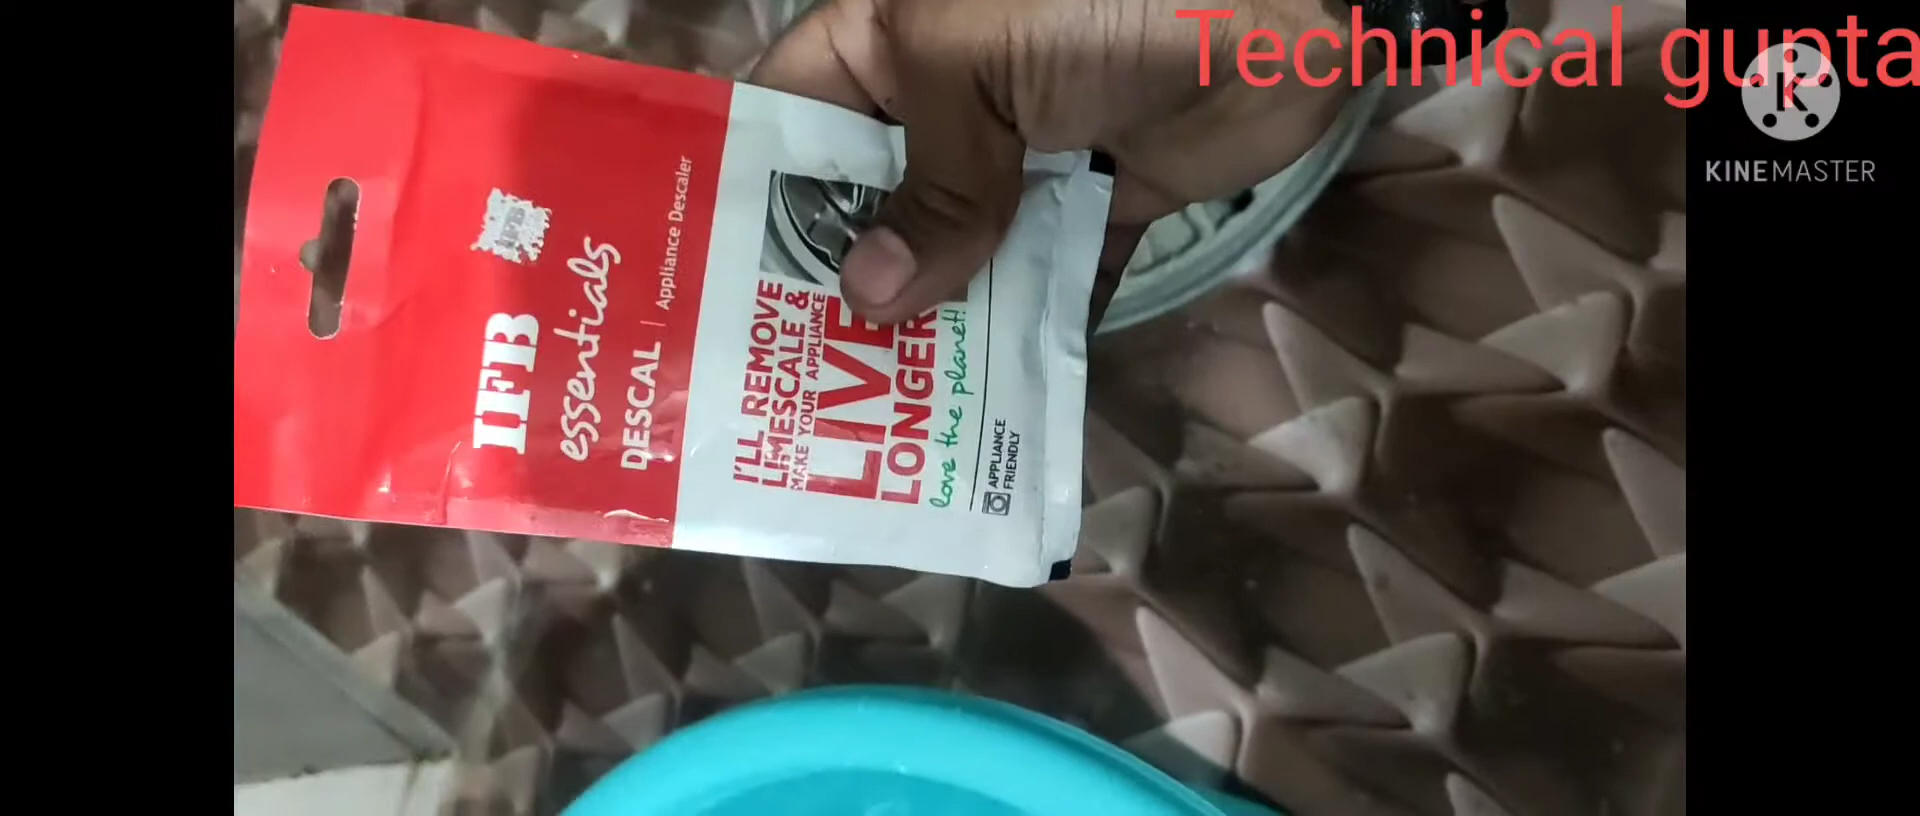 Technical gupta
KINEMASTER
IFB
essentials
DESCAL | Appliance Descaler
I'LL REMOVE
LIMESCALE &
MAKE YOUR APPLIANCE
LIVE
LONGER
love the planet!
APPLIANCE
FRIENDLY